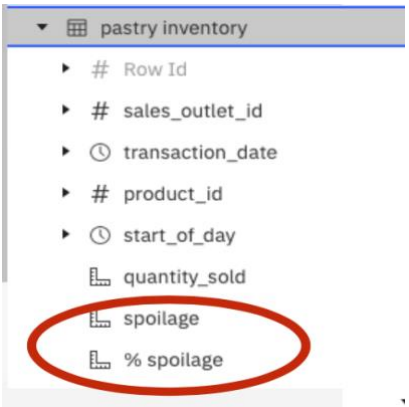 pastry inventory
# Row Id
# sales_outlet_id
transaction_date
# product_id
start_of_day
quantity_sold
spoilage
% spoilage